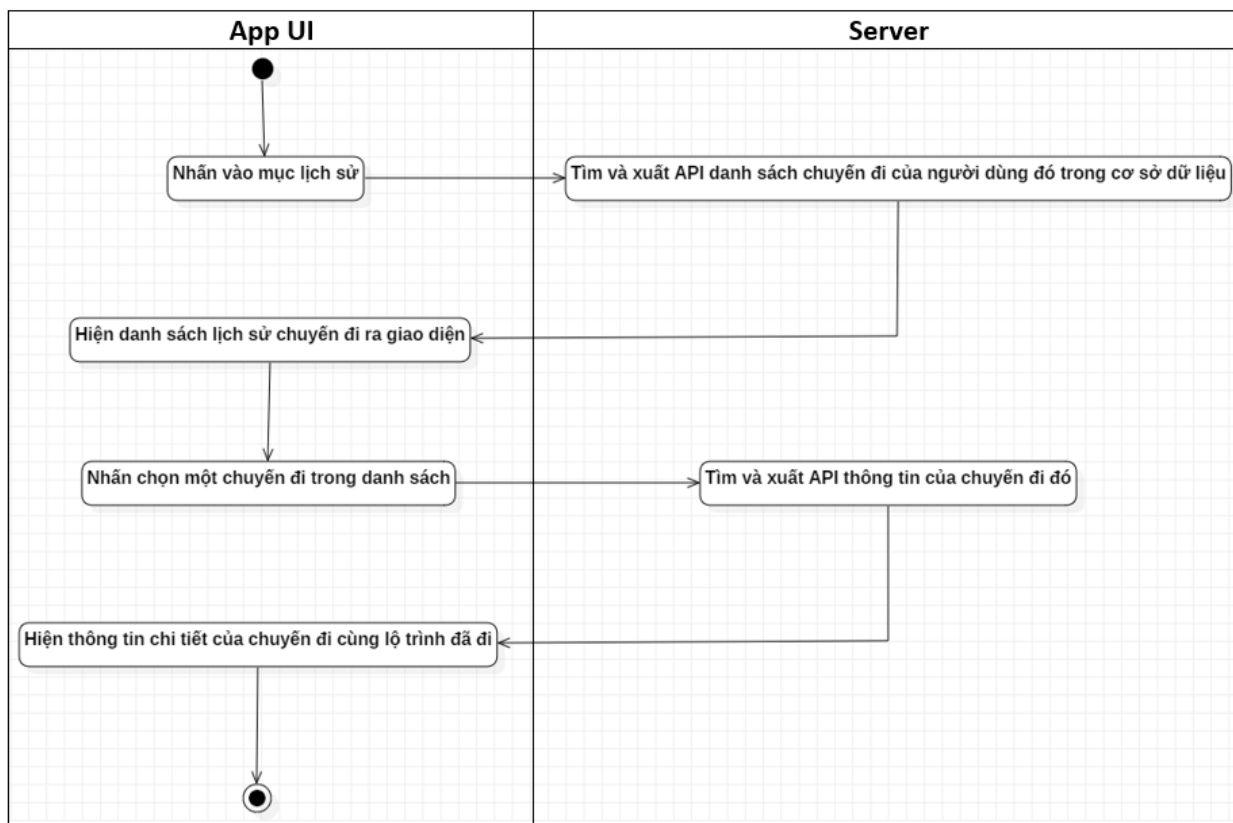 App UI
Server
Nhấn vào mục lịch sử
Tìm và xuất API danh sách chuyến đi của người dùng đó trong cơ sở dữ liệu
Hiện danh sách lịch sử chuyến đi ra giao diện
Nhấn chọn một chuyến đi trong danh sách
Tìm và xuất API thông tin của chuyến đi đó
Hiện thông tin chi tiết của chuyến đi cùng lộ trình đã đi